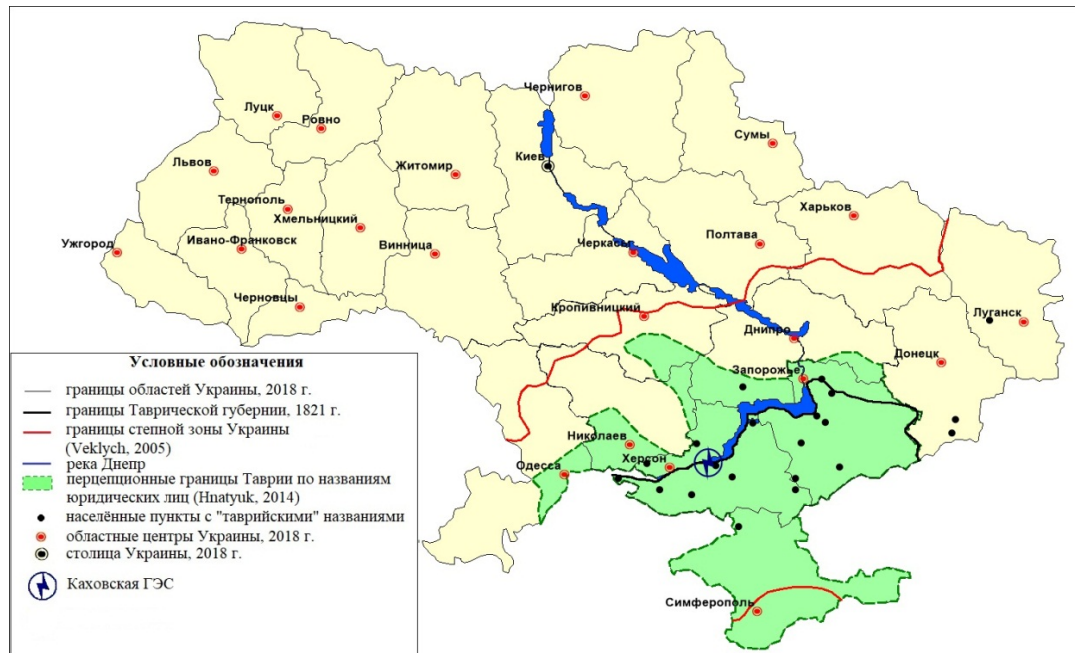 Чернигов
Луцк
Ровно
Сумы
Киев
Львов
Житомир
Тернополь
Харьков
Хмельницкий
Полтава
Ужгород
Ивано-Франковск
Винница
Черкассы
Черновцы
Кропивницкий
Луганск
Днипро
Донецк
Запорожье
Николаев
Херсон
Одесса
Симферополь
Условные обозначения
границы областей Украины, 2018 г.
границы Таврической губернии, 1821 г.
границы степной зоны Украины
(Veklych, 2005)
река Днепр
перцепционные границы Таврии по названиям
юридических лиц (Hnatyuk, 2014)
населённые пункты с "таврийскими" названиями
областные центры Украины, 2018 г.
столица Украины, 2018 г.
Каховская ГЭС